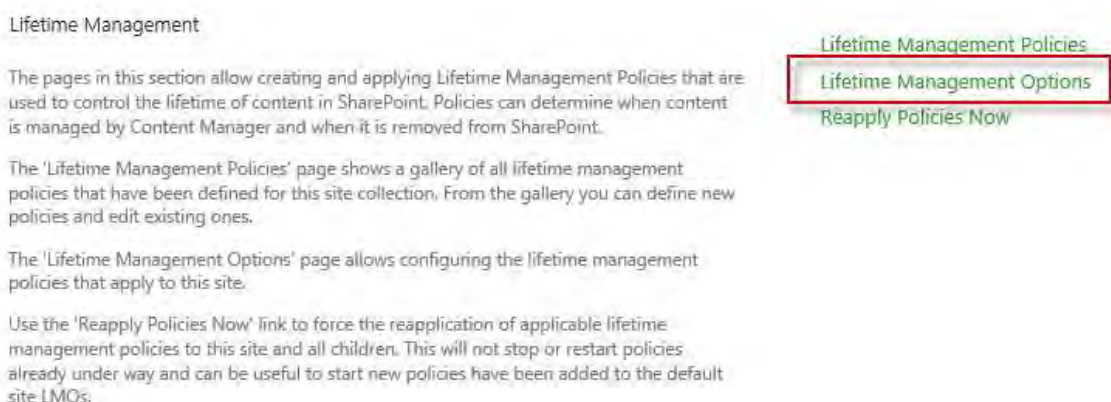 Lifetime Management
The pages in this section allow creating and applying Lifetime Management Policies that are
used to control the lifetime of content in SharePoint. Policies can determine when content
is managed by Content Manager and when it is removed from SharePoint.
The 'Lifetime Management Policies' page shows a gallery of all lifetime management
policies that have been defined for this site collection. From the gallery you can define new
policies and edit existing ones.
The 'Lifetime Management Options' page allows configuring the lifetime management
policies that apply to this site.
Use the 'Reapply Policies Now' link to force the reapplication of applicable lifetime
management policies to this site and all children. This will not stop or restart policies
already under way and can be useful to start new policies have been added to the default
site LMOs.
Lifetime Management Policies
Lifetime Management Options
Reapply Policies Now